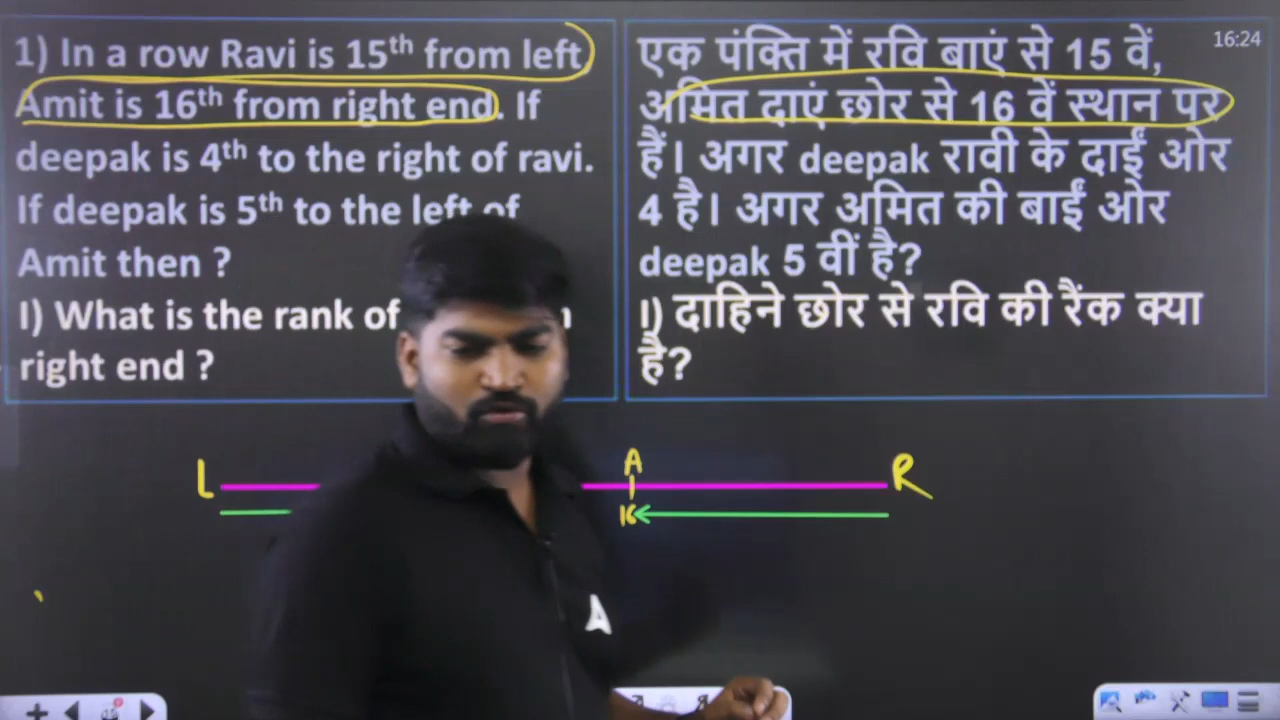 1) In a row Ravi is 15th from left
Amit is 16th from right end. If
deepak is 4th to the right of ravi.
If deepak is 5th to the left of
Amit then ?
I) What is the rank of
right end ?
एक पंक्ति में रवि बाएं से 15 वें,
अमित दाएं छोर से 16 वें स्थान पर
हैं। अगर deepak रावी के दाईं ओर
4 है। अगर अमित की बाईं ओर
deepak 5 वीं है?
I) दाहिने छोर से रवि की रैंक क्या
है?
16:24
L
A
R
16